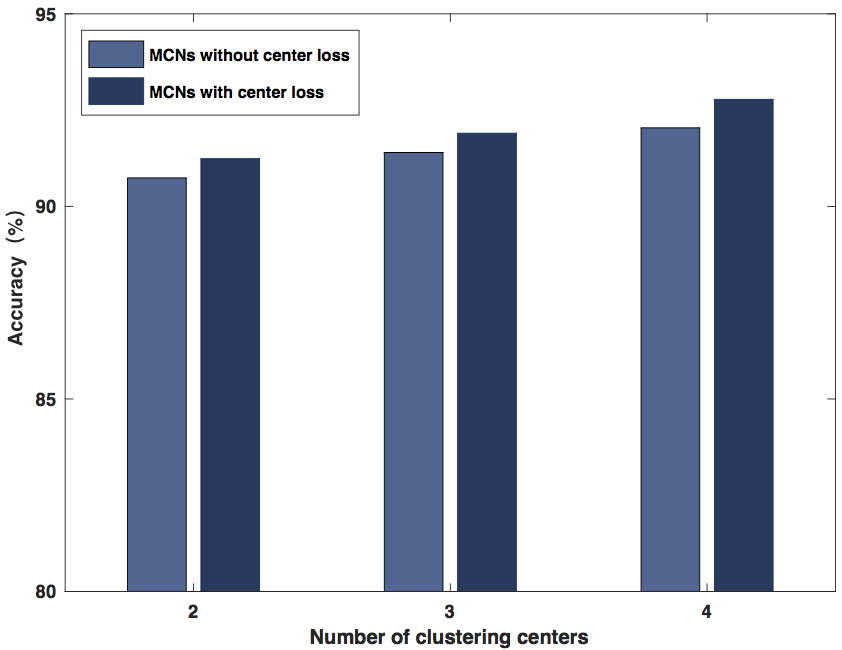 95
MCNs without center loss
MCNs with center loss
90
85
80
Accuracy (%)
2 3 4
Number of clustering centers